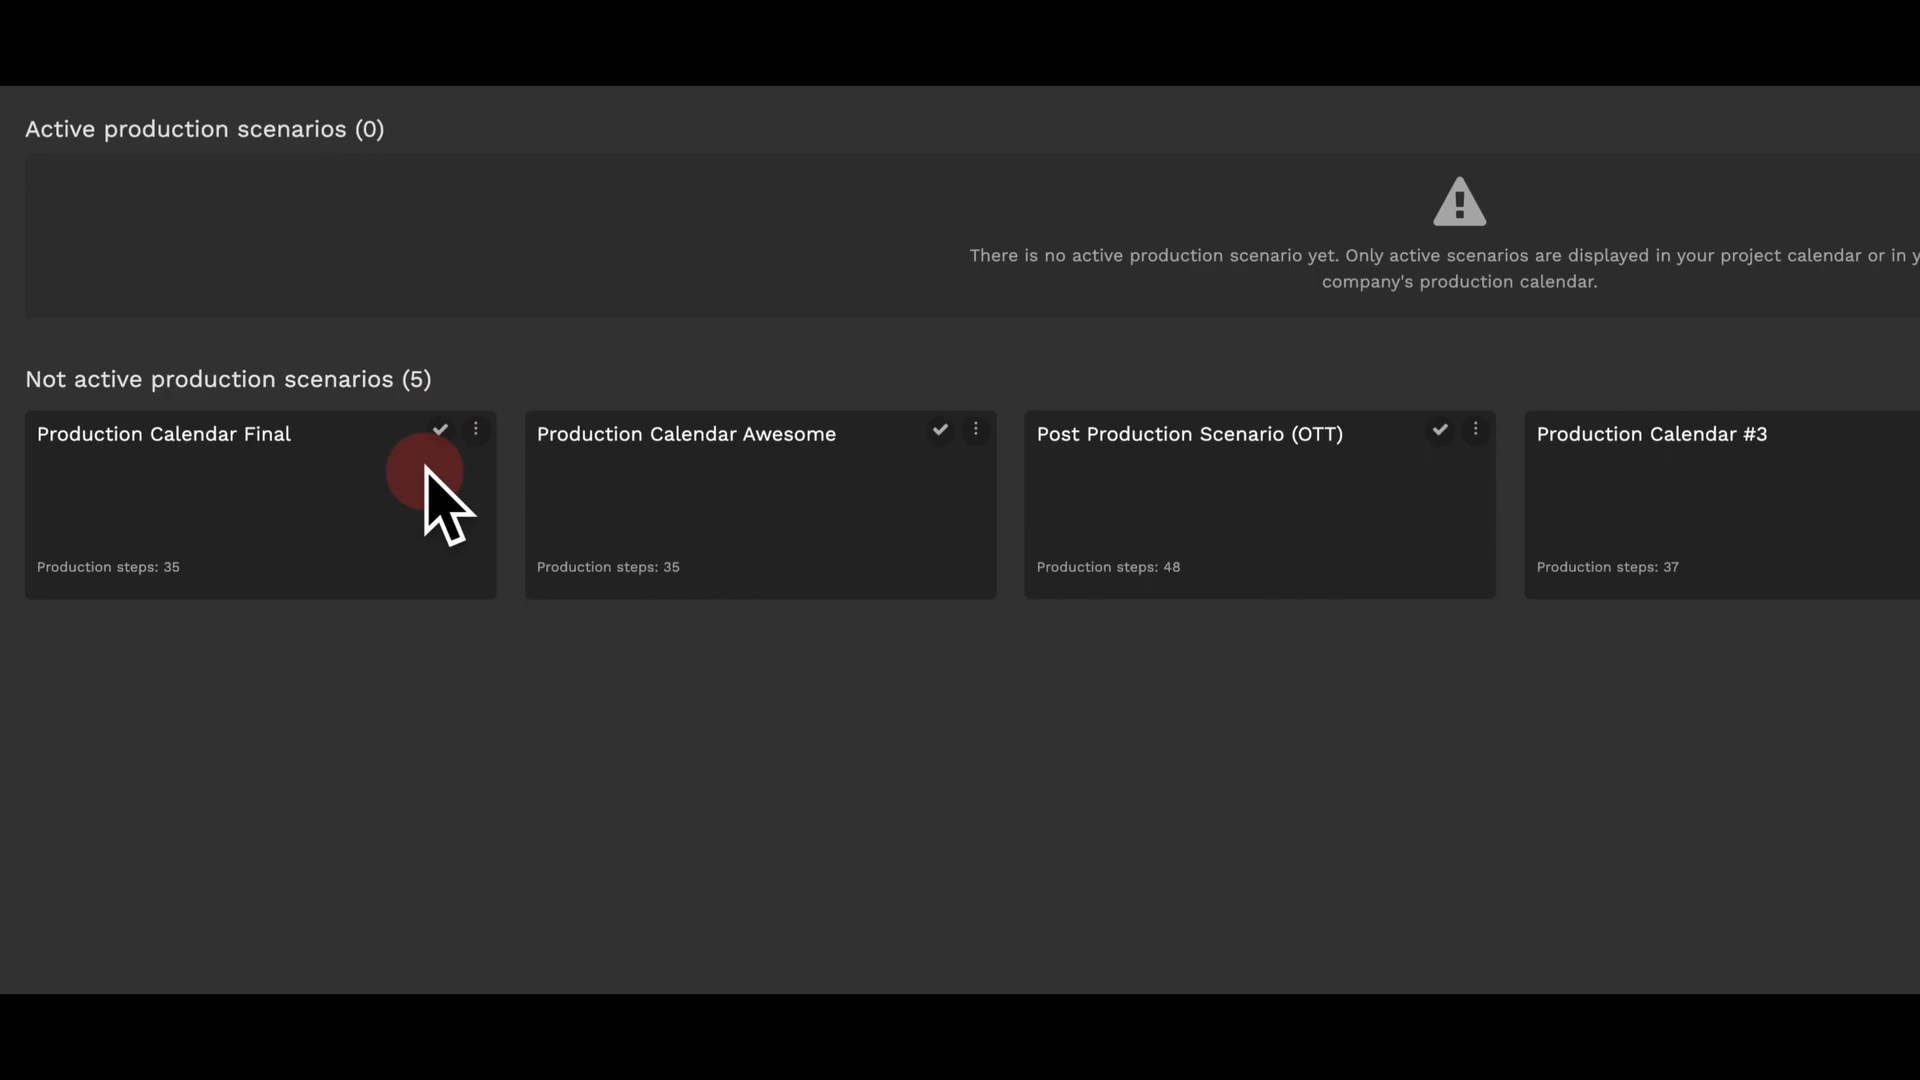 Active production scenarios (0)
There is no active production scenario yet. Only active scenarios are displayed in your project calendar or in
company's production calendar.
Not active production scenarios (5)
Production Calendar Final
Production steps: 35
Production Calendar Awesome
Production steps: 35
Post Production Scenario (OTT)
Production steps: 48
Production Calendar #3
Production steps: 37